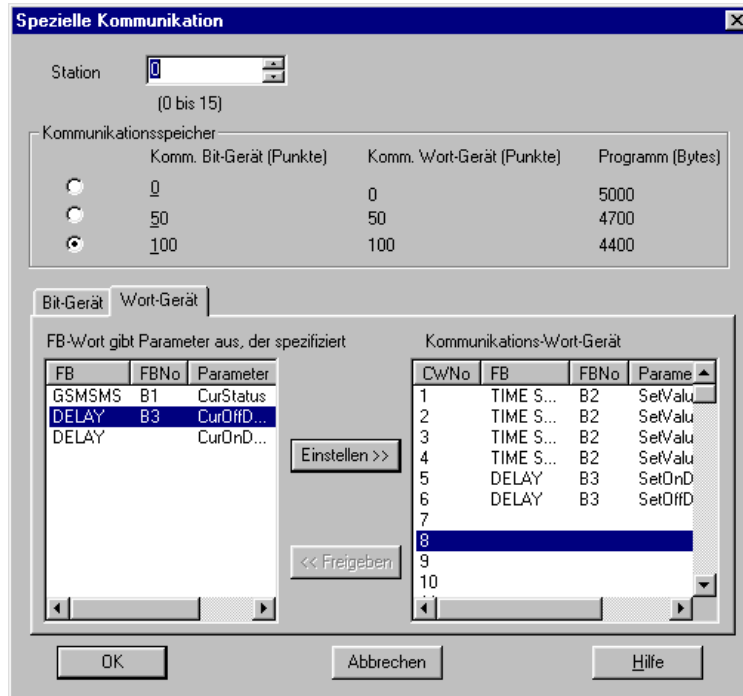 Spezielle Kommunikation
Station 0
(0 bis 15)
Kommunikationsspeicher
Komm. Bit-Gerät (Punkte) Komm. Wort-Gerät (Punkte) Programm (Bytes)
0 0 5000
50 50 4700
100 100 4400
Bit-Gerät Wort-Gerät
FB-Wort gibt Parameter aus, der spezifiziert
FB FBNo Parameter
GSMSMS B1 CurStatus
DELAY B3 CurOffD...
DELAY CurOnD...
Einstellen >>
<< Freigeben
Kommunikations-Wort-Gerät
CWNo FB FBNo Parame
1 TIME S... B2 SetValu
2 TIME S... B2 SetValu
3 TIME S... B2 SetValu
4 TIME S... B2 SetValu
5 DELAY B3 SetOnD
6 DELAY B3 SetOffD
7
8
9
10
OK Abbrechen Hilfe